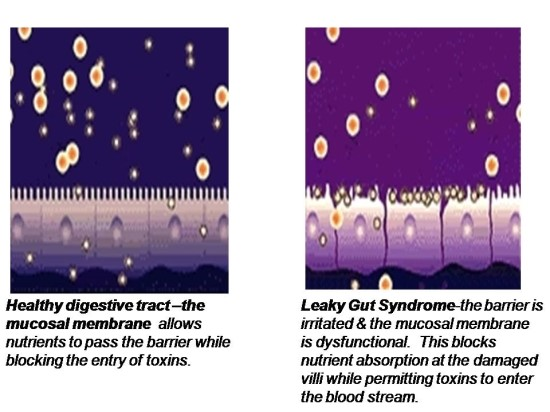 Healthy digestive tract–the
mucosal membrane allows
nutrients to pass the barrier while
blocking the entry of toxins.
Leaky Gut Syndrome-the barrier is
irritated & the mucosal membrane
is dysfunctional. This blocks
nutrient absorption at the damaged
villi while permitting toxins to enter
the blood stream.